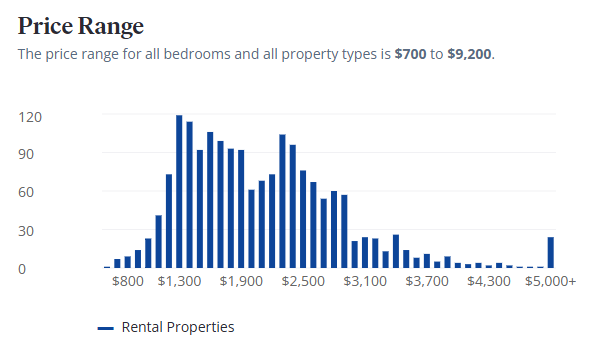 Price Range
The price range for all bedrooms and all property types is $700 to $9,200.
120
90
60
30
0
$800 $1,300 $1,900 $2,500 $3,100 $3,700 $4,300 $5,000+
Rental Properties